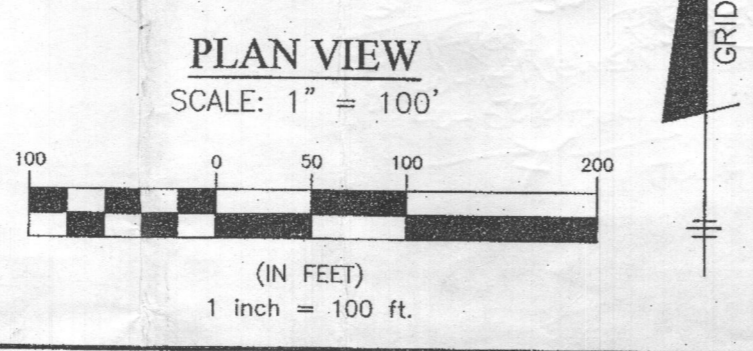 PLAN VIEW
SCALE: 1" = 100'
GRID
100 0 50 100 200
(IN FEET)
1 inch = 100 ft.